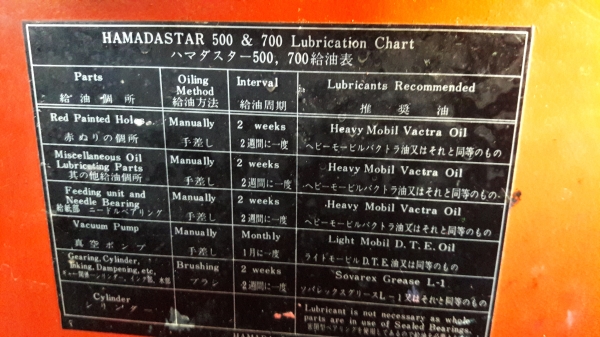 HAMADASTAR 500 & 700 Lubrication Chart
ハマダスター500, 700給油表
Parts
給油個所
Oiling
Method
給油方法
Interval
給油周期
Lubricants Recommended
推奨油
Red Painted Holes
赤ぬりの個所
Manually
手差し
2 weeks
2週間に一度
Heavy Mobil Vactra Oil
ヘビーモービルバクトラ油又はそれと同等のもの
Miscellaneous Oil
Lubricating Parts
其の他給油個所
Manually
手差し
2 weeks
2週間に一度
Heavy Mobil Vactra Oil
ヘビーモービルバクトラ油又はそれと同等のもの
Feeding unit and
Needle Bearing
給紙部 ニードルベアリング
Manually
手差し
2 weeks
2週間に一度
Heavy Mobil Vactra Oil
ヘビーモービルバクトラ油又はそれと同等のもの
Vacuum Pump
真空ポンプ
Manually
手差し
Monthly
1月に一度
Light Mobil D.T.E. Oil
ライドモービルD.T.E.油又は同等のもの
Gearing, Cylinder,
Inking, Dampening, etc.
Brushing
ブラシ
2 weeks
2週間一度
Sovarex Grease L-1
ソバレックスグリースL-1又はそれと同等のもの
Cylinder
シリンダー
Lubricant is not necessary as whole
parts are in use of Sealed Bearings.